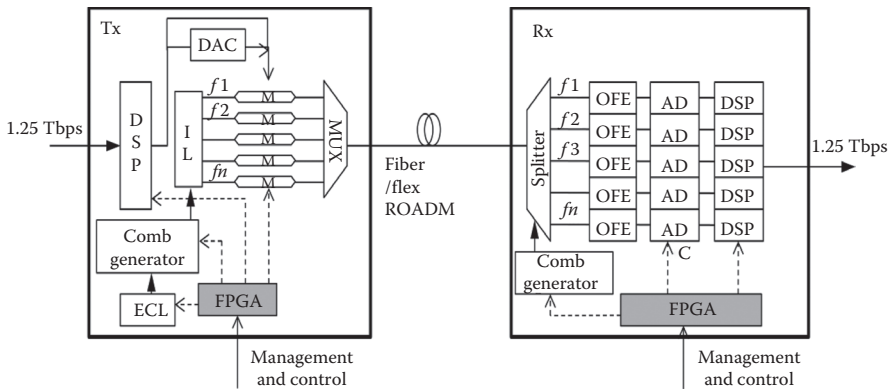 Tx
DAC
1.25 Tbps
D
S
P
I
L
f1
M
f2
M
M
M
fn
M
MUX
Comb
generator
ECL
FPGA
Management
and control
Fiber
/flex
ROADM
Rx
Splitter
f1
OFE
AD
DSP
f2
OFE
AD
DSP
f3
OFE
AD
DSP
OFE
AD
DSP
fn
OFE
AD
DSP
C
1.25 Tbps
Comb
generator
FPGA
Management
and control